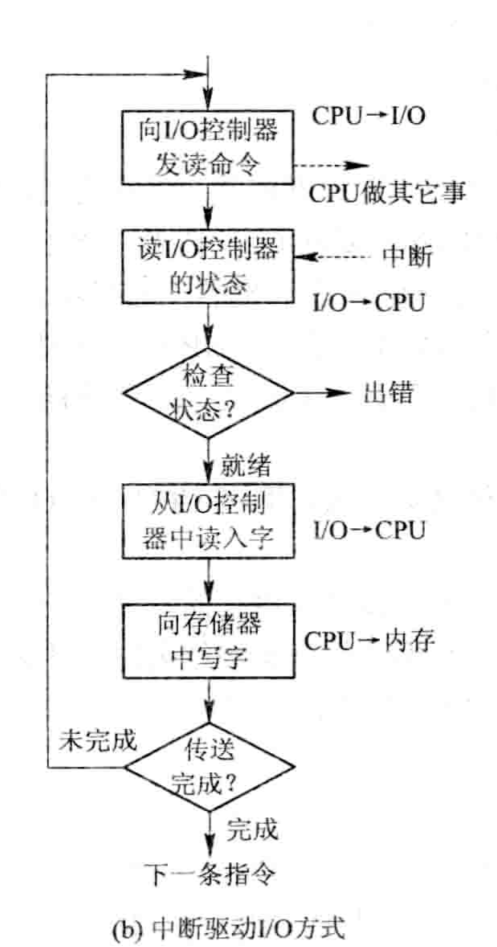 CPU→I/O
向I/O控制器
发读命令
CPU做其它事
读I/O控制器
的状态
中断
I/O→CPU
检查
状态?
出错
就绪
从I/O控制
器中读入字
I/O→CPU
向存储器
中写字
CPU→内存
未完成
传送
完成?
完成
下一条指令
(b) 中断驱动I/O方式